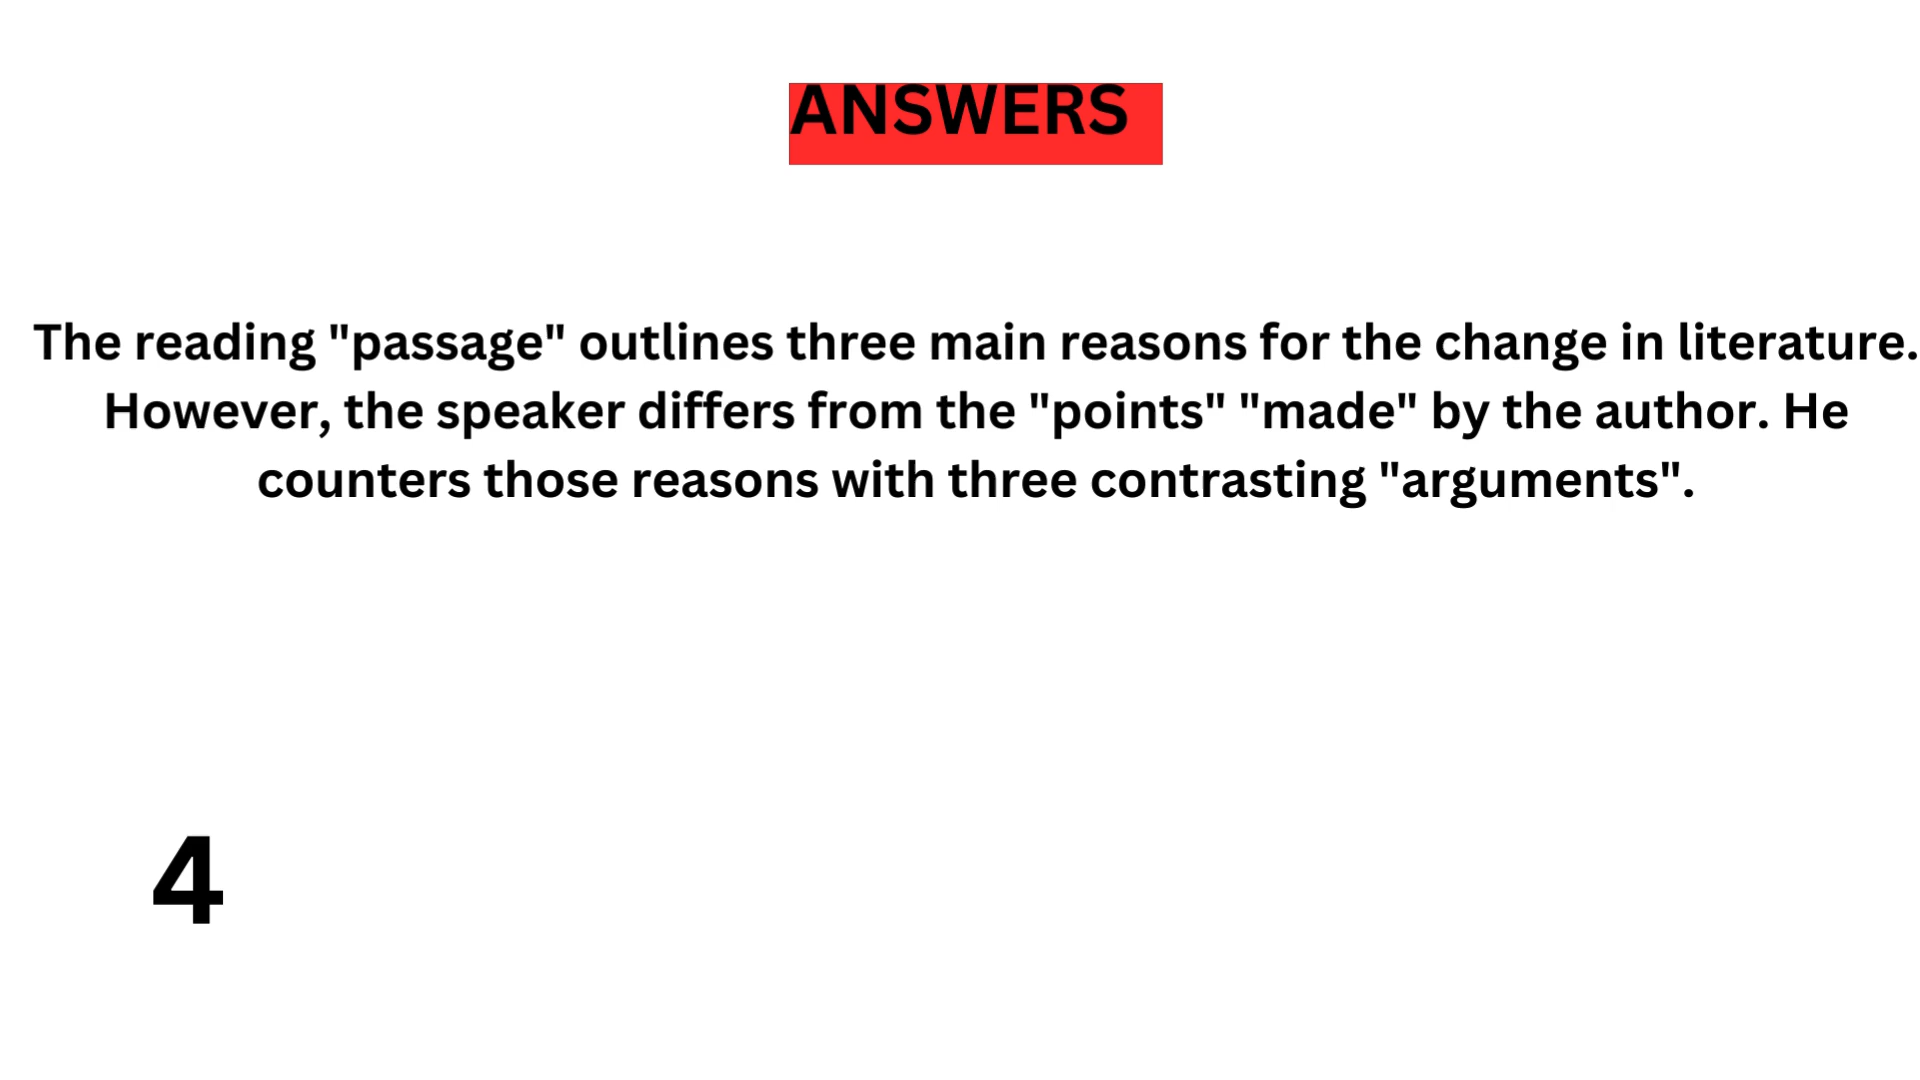 ANSWERS
The reading "passage" outlines three main reasons for the change in literature.
However, the speaker differs from the "points" "made" by the author. He
counters those reasons with three contrasting "arguments".
4